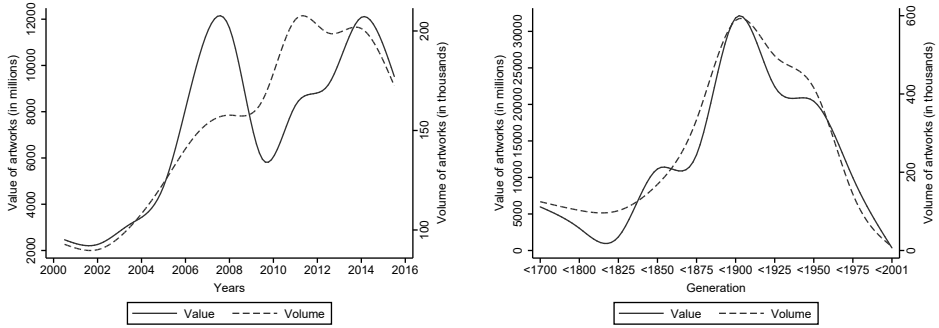 Value of artworks (in millions)
2000 4000 6000 8000 10000 12000
Volume of artworks (in thousands)
100 150 200
2000 2002 2004 2006 2008 2010 2012 2014 2016
Years
Value Volume
Value of artworks (in millions)
0 5000 10000 15000 20000 25000 30000
Volume of artworks (in thousands)
0 200 400 600
<1700 <1800 <1825 <1850 <1875 <1900 <1925 <1950 <1975 <2001
Generation
Value Volume